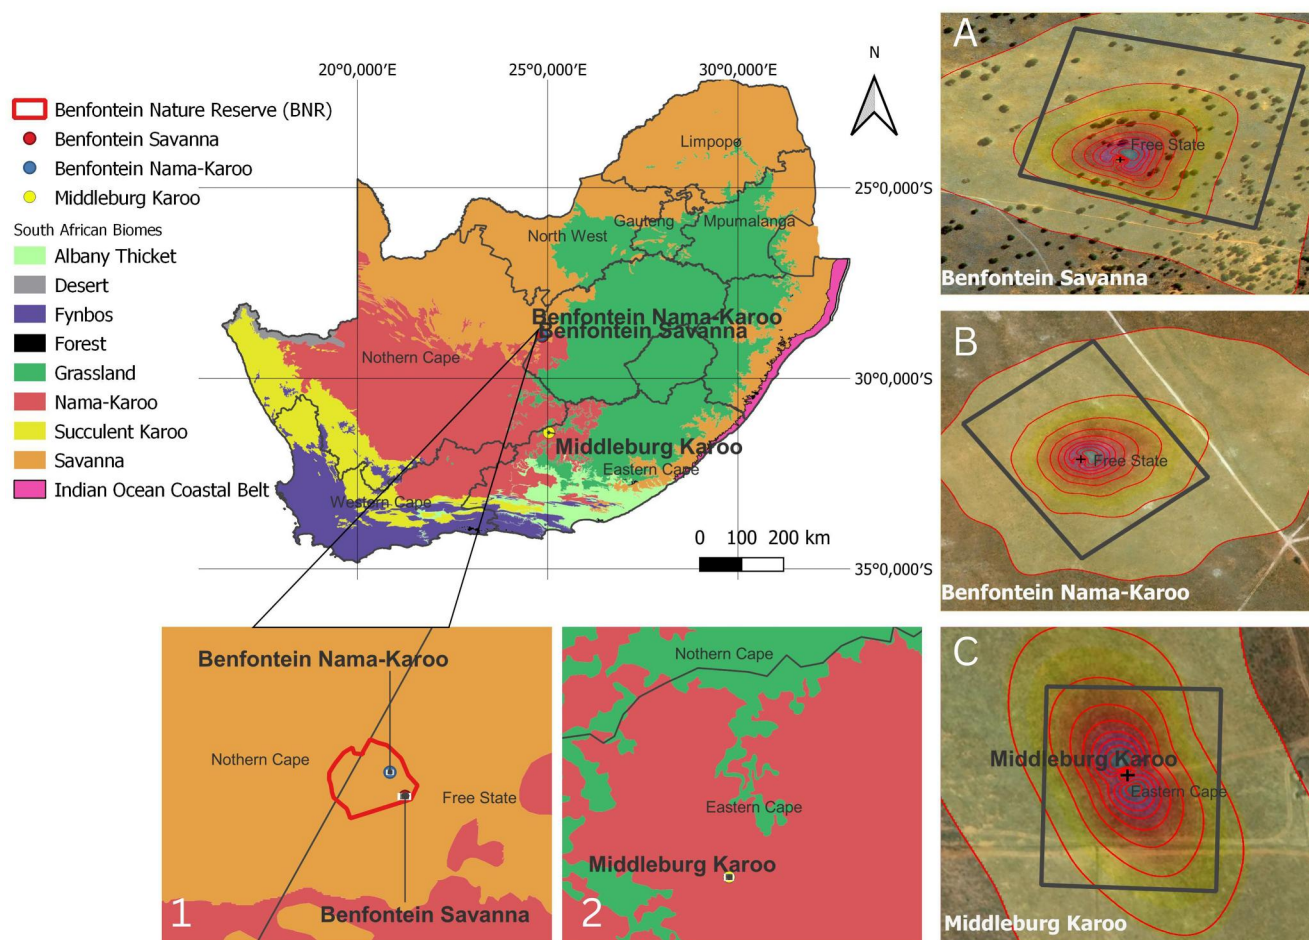 20°0,000′E
25°0,000′E
30°0,000′E
N
Benfontein Nature Reserve (BNR)
Benfontein Savanna
Benfontein Nama-Karoo
Middleburg Karoo
South African Biomes
Albany Thicket
Desert
Fynbos
Forest
Grassland
Nama-Karoo
Succulent Karoo
Savanna
Indian Ocean Coastal Belt
Limpopo
25°0,000′S
Gauteng
Mpumalanga
North West
Benfontein Nama-Karoo
Benfontein Savanna
Nothern Cape
30°0,000′S
Middleburg Karoo
Eastern Cape
Western Cape
0 100 200 km
35°0,000′S
A
Free State
Benfontein Savanna
B
Free State
Benfontein Nama-Karoo
C
Middleburg Karoo
Eastern Cape
Middleburg Karoo
Benfontein Nama-Karoo
Nothern Cape
Free State
Benfontein Savanna
1
Nothern Cape
Eastern Cape
Middleburg Karoo
2